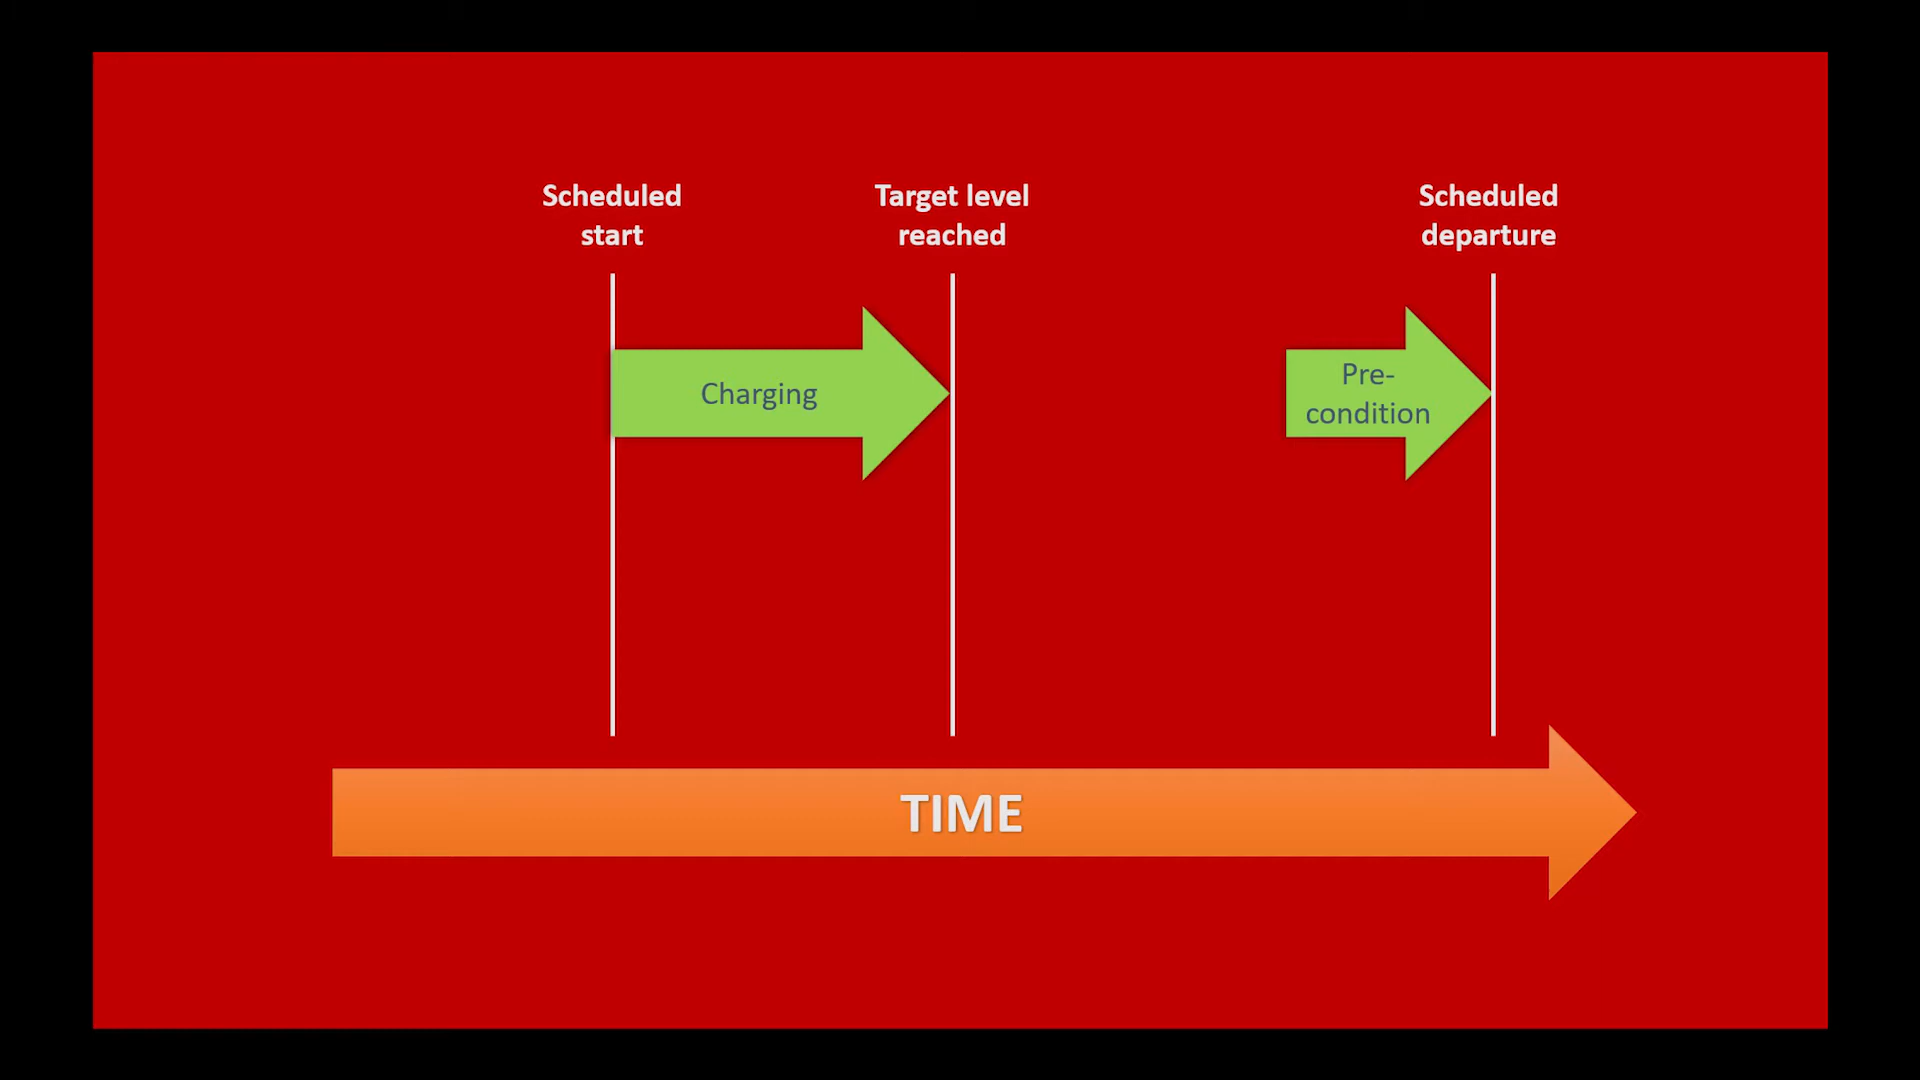 Scheduled
start
Target level
reached
Scheduled
departure
Charging
Pre-
condition
TIME